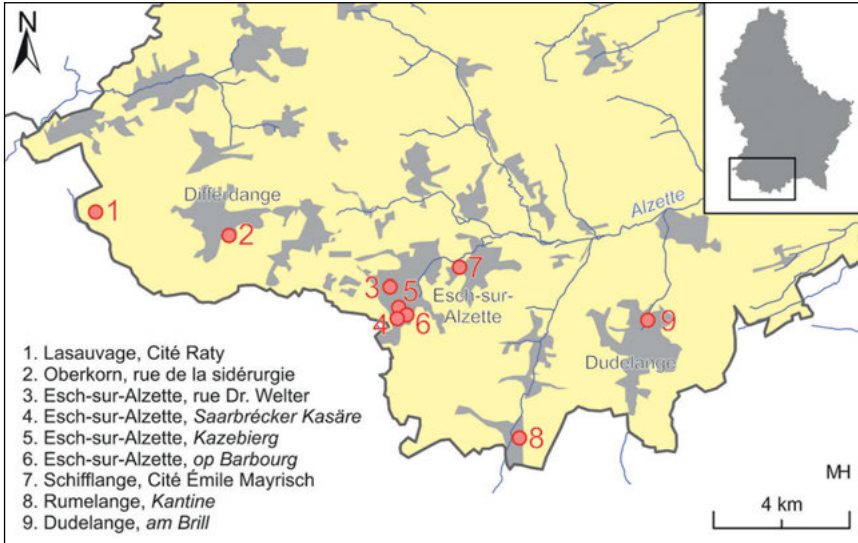 N
Differdange
Alzette
1
2
3
5
7
4
6
Esch-sur-
Alzette
9
Dudelange
8
1. Lasauvage, Cité Raty
2. Oberkorn, rue de la sidérurgie
3. Esch-sur-Alzette, rue Dr. Welter
4. Esch-sur-Alzette, Saarbrécker Kasäre
5. Esch-sur-Alzette, Kazebierg
6. Esch-sur-Alzette, op Barbourg
7. Schifflange, Cité Émile Mayrisch
8. Rumelange, Kantine
9. Dudelange, am Brill
MH
4 km